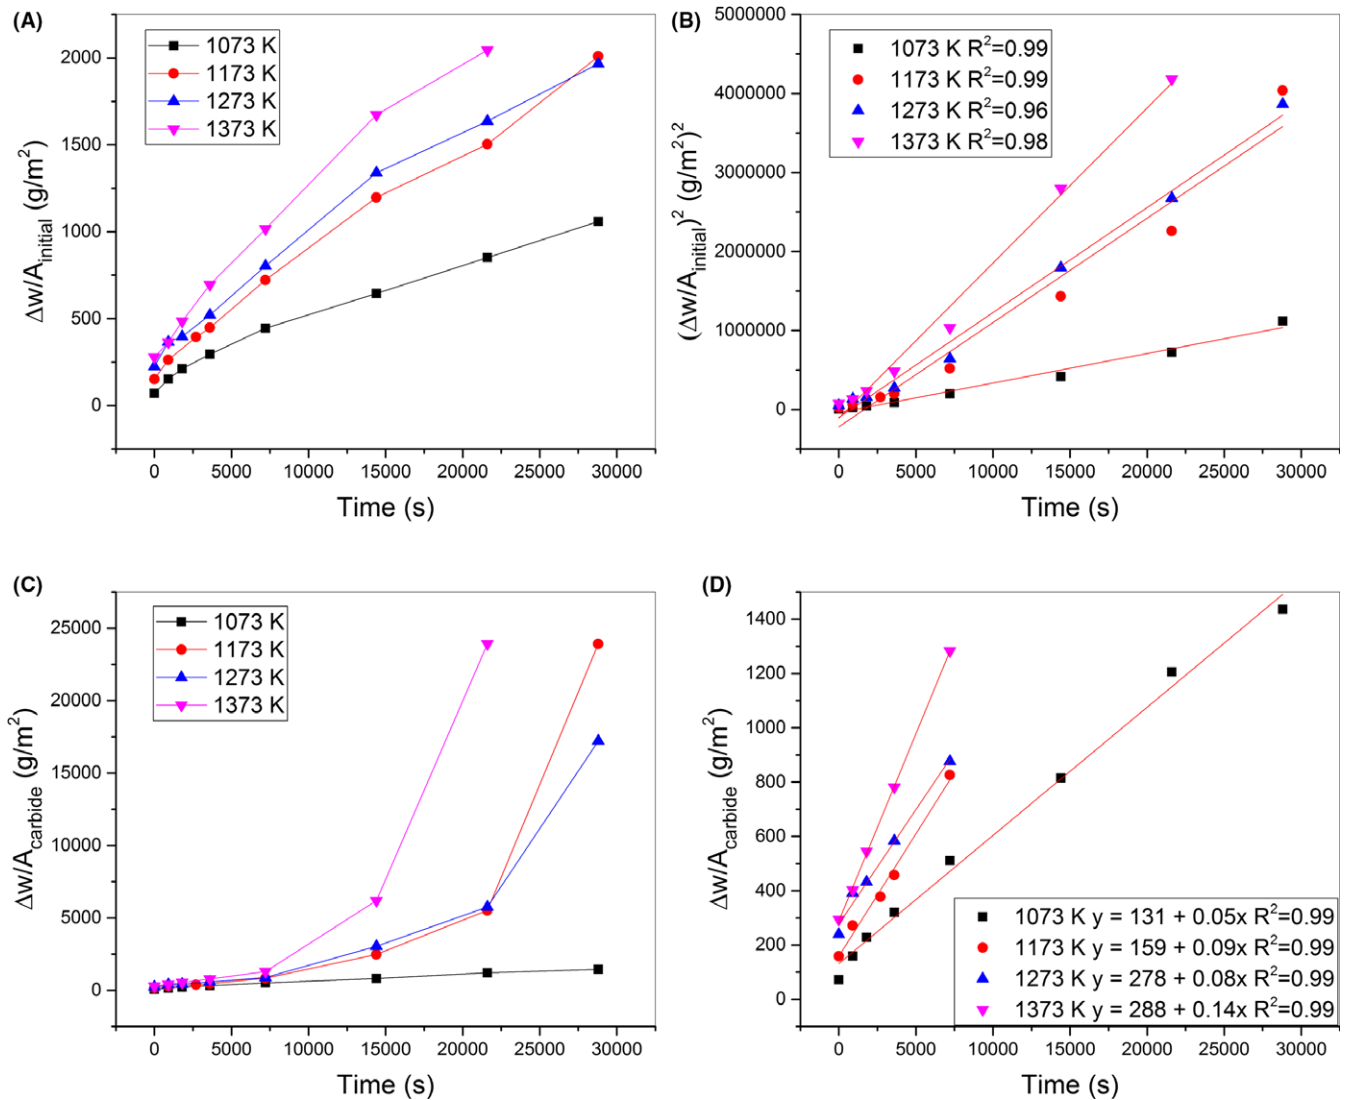 (A)
Δw/A_initial (g/m²)
2000
1500
1000
500
0
1073 K
1173 K
1273 K
1373 K
0 5000 10000 15000 20000 25000 30000
Time (s)
(B)
(Δw/A_initial)² (g/m²)²
5000000
4000000
3000000
2000000
1000000
0
1073 K R²=0.99
1173 K R²=0.99
1273 K R²=0.96
1373 K R²=0.98
0 5000 10000 15000 20000 25000 30000
Time (s)
(C)
Δw/A_carbide (g/m²)
25000
20000
15000
10000
5000
0
1073 K
1173 K
1273 K
1373 K
0 5000 10000 15000 20000 25000 30000
Time (s)
(D)
Δw/A_carbide (g/m²)
1400
1200
1000
800
600
400
200
0
1073 K y = 131 + 0.05x R²=0.99
1173 K y = 159 + 0.09x R²=0.99
1273 K y = 278 + 0.08x R²=0.99
1373 K y = 288 + 0.14x R²=0.99
0 5000 10000 15000 20000 25000 30000
Time (s)